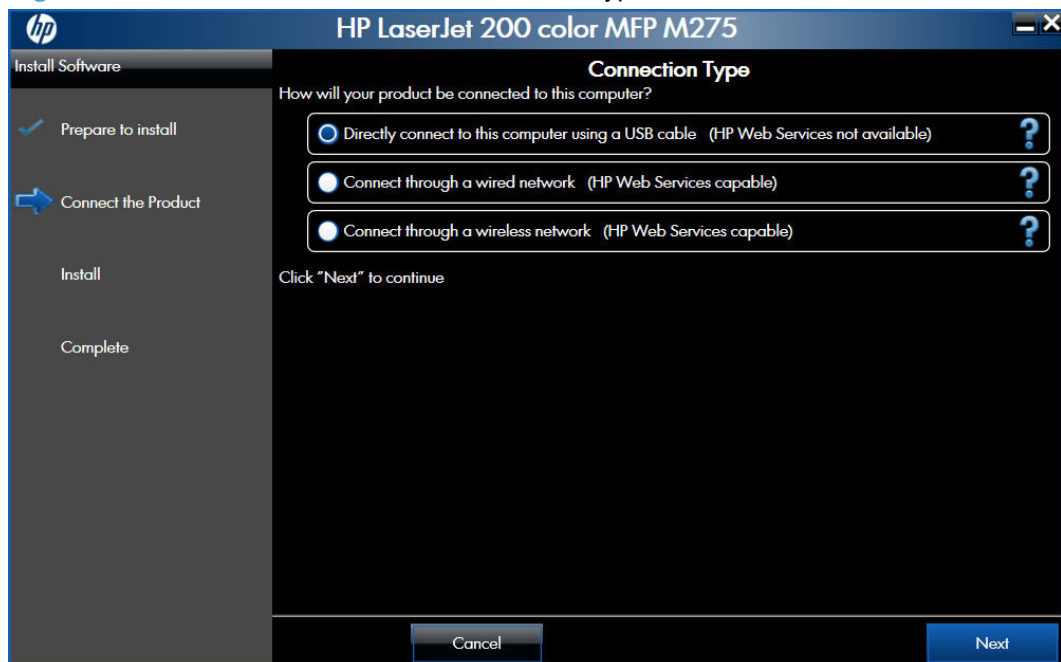 hp
HP LaserJet 200 color MFP M275
Install Software
Prepare to install
Connect the Product
Install
Complete
Connection Type
How will your product be connected to this computer?
Directly connect to this computer using a USB cable (HP Web Services not available) ?
Connect through a wired network (HP Web Services capable) ?
Connect through a wireless network (HP Web Services capable) ?
Click "Next" to continue
Cancel
Next